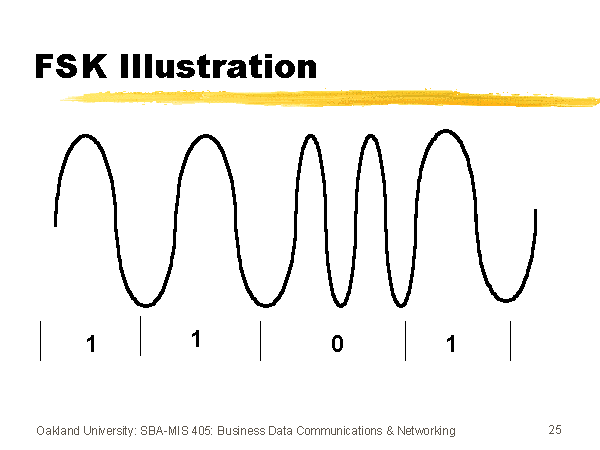 FSK Illustration
1 1 0 1
Oakland University: SBA-MIS 405: Business Data Communications & Networking 25